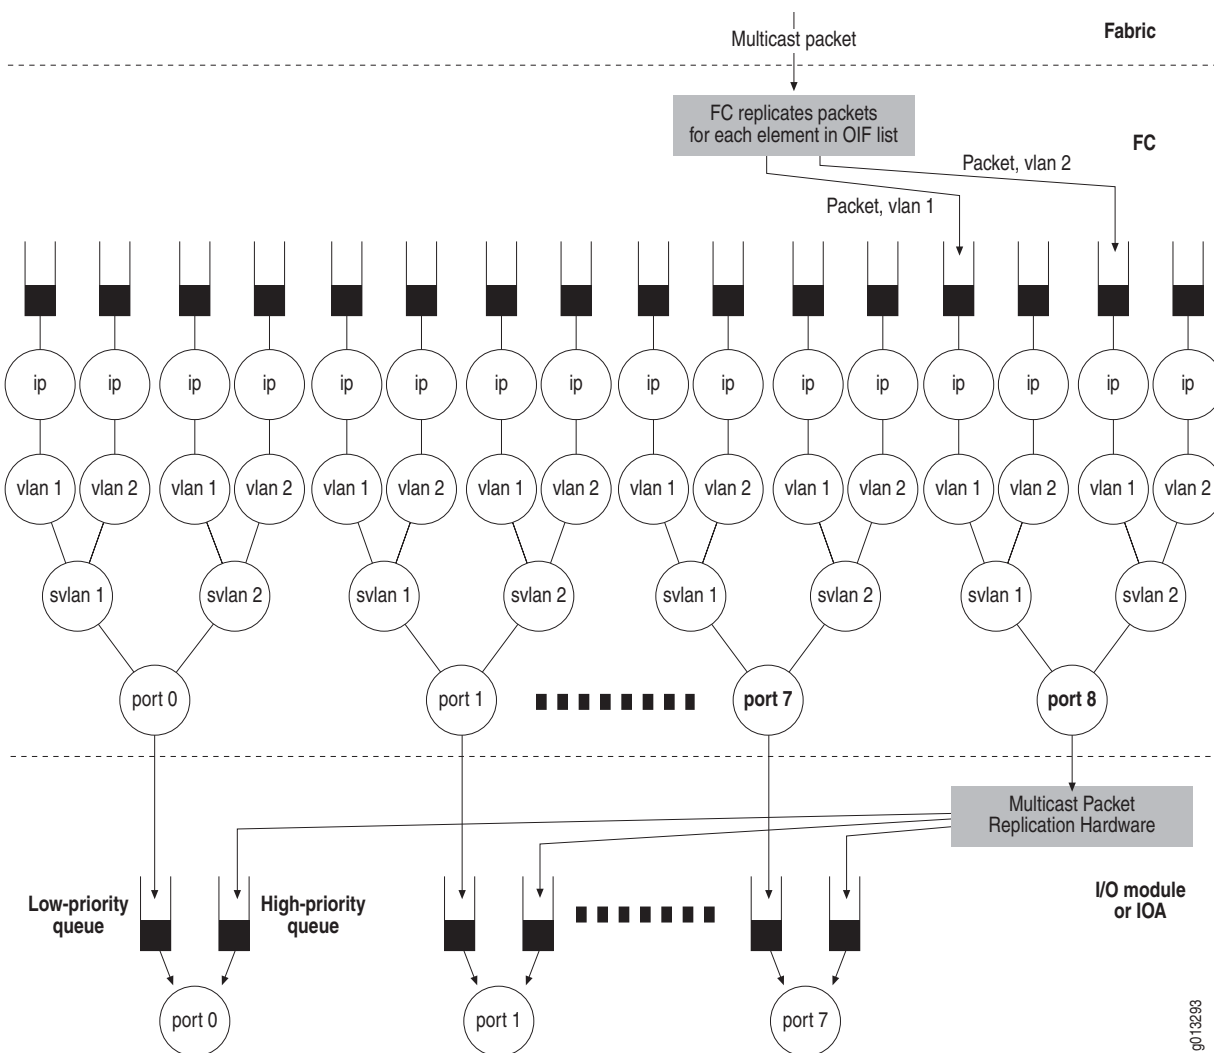 Fabric
Multicast packet
FC replicates packets
for each element in OIF list
FC
Packet, vlan 2
Packet, vlan 1
ip ip ip ip ip ip ip ip ip ip ip ip ip ip ip ip
vlan 1 vlan 2 vlan 1 vlan 2 vlan 1 vlan 2 vlan 1 vlan 2 vlan 1 vlan 2 vlan 1 vlan 2 vlan 1 vlan 2 vlan 1 vlan 2
svlan 1 svlan 2 svlan 1 svlan 2 svlan 1 svlan 2 svlan 1 svlan 2
port 0 port 1 port 7 port 8
Multicast Packet
Replication Hardware
Low-priority
queue
High-priority
queue
I/O module
or IOA
port 0 port 1 port 7
g013293